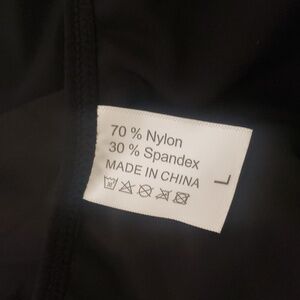 70 % Nylon
30 % Spandex
MADE IN CHINA
L